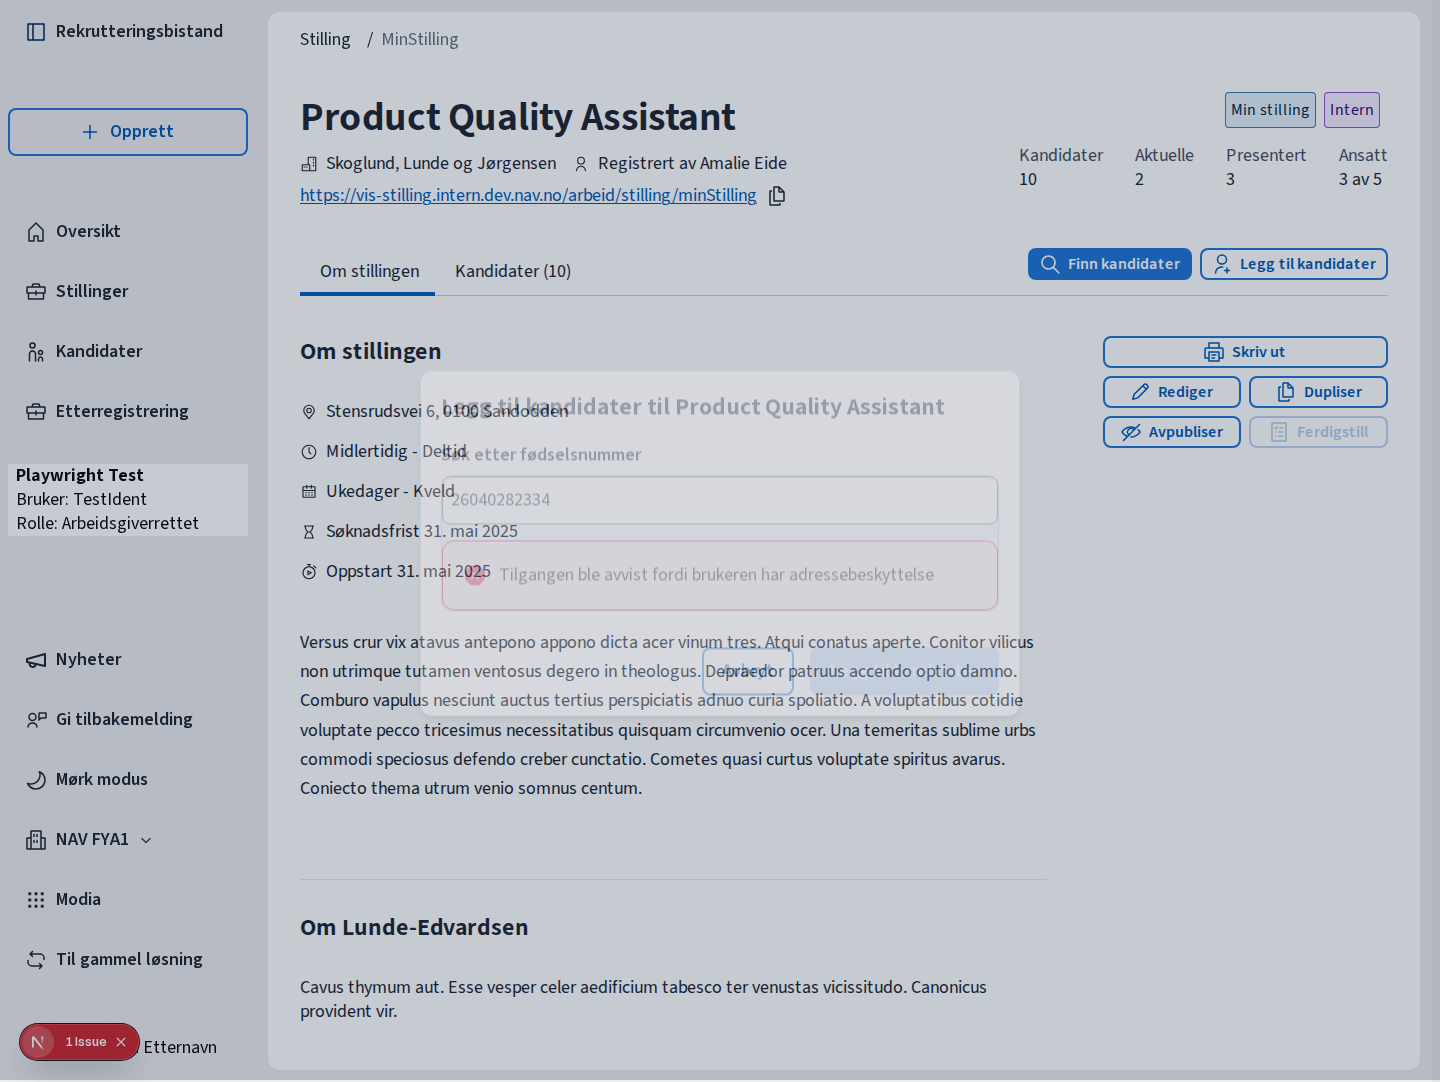 Rekrutteringsbistand
Opprett
Oversikt
Stillinger
Kandidater
Etterregistrering
Playwright Test
Bruker: TestIdent
Rolle: Arbeidsgiverrettet
Nyheter
Gi tilbakemelding
Mørk modus
NAV FYA1
Modia
Til gammel løsning
Etternavn
1 Issue
Stilling / MinStilling
Product Quality Assistant
Min stilling Intern
Skoglund, Lunde og Jørgensen Registrert av Amalie Eide
https://vis-stilling.intern.dev.nav.no/arbeid/stilling/minStilling
Kandidater Aktuelle Presentert Ansatt
10 2 3 3 av 5
Om stillingen Kandidater (10)
Finn kandidater Legg til kandidater
Om stillingen
Stensrudsvei 6, 0100 Sandodden
Midlertidig - Deltid
Ukedager - Kveld
Søknadsfrist 31. mai 2025
Oppstart 31. mai 2025
Skriv ut
Rediger Dupliser
Avpubliser Ferdigstill
Legg til kandidater til Product Quality Assistant
Søk etter fødselsnummer
26040282334
Tilgangen ble avvist fordi brukeren har adressebeskyttelse
Avbryt
Versus crur vix atavus antepono appono dicta acer vinum tres. Atqui conatus aperte. Conitor vilicus
non utrimque tutamen ventosus degero in theologus. Depraedor patruus accendo optio damno.
Comburo vapulus nesciunt auctus tertius perspiciatis adnuo curia spoliatio. A voluptatibus cotidie
voluptate pecco tricesimus necessitatibus quisquam circumvenio ocer. Una temeritas sublime urbs
commodi speciosus defendo creber cunctatio. Cometes quasi curtus voluptate spiritus avarus.
Coniecto thema utrum venio somnus centum.
Om Lunde-Edvardsen
Cavus thymum aut. Esse vesper celer aedificium tabesco ter venustas vicissitudo. Canonicus
provident vir.